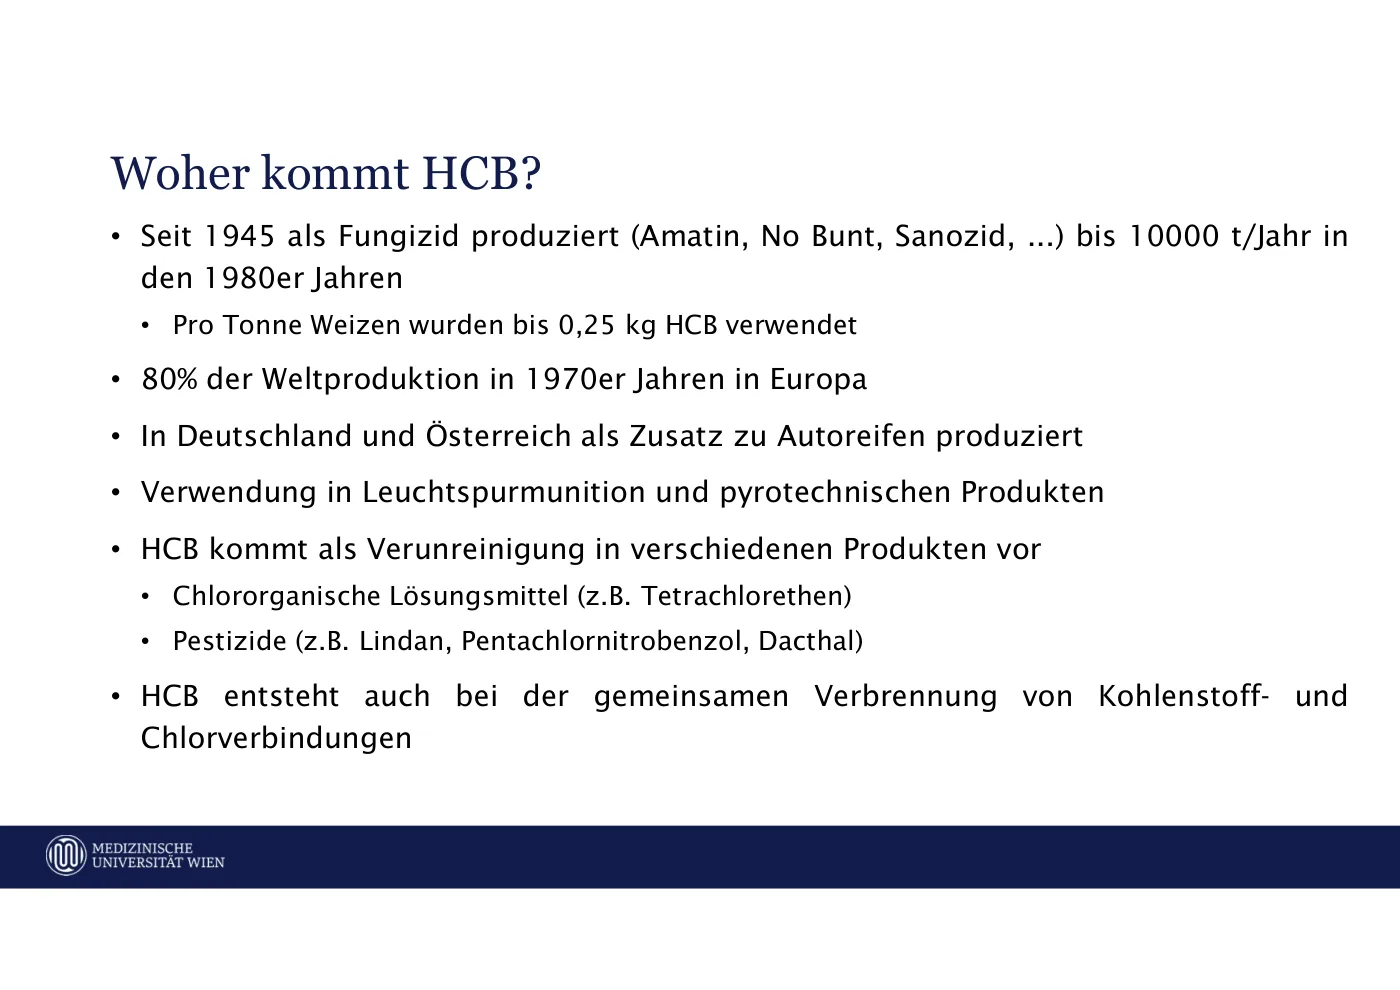 Woher kommt HCB?
• Seit 1945 als Fungizid produziert (Amatin, No Bunt, Sanozid, ...) bis 10000 t/Jahr in
den 1980er Jahren
• Pro Tonne Weizen wurden bis 0,25 kg HCB verwendet
• 80% der Weltproduktion in 1970er Jahren in Europa
• In Deutschland und Österreich als Zusatz zu Autoreifen produziert
• Verwendung in Leuchtspurmunition und pyrotechnischen Produkten
• HCB kommt als Verunreinigung in verschiedenen Produkten vor
• Chlororganische Lösungsmittel (z.B. Tetrachlorethen)
• Pestizide (z.B. Lindan, Pentachlornitrobenzol, Dacthal)
• HCB entsteht auch bei der gemeinsamen Verbrennung von Kohlenstoff- und
Chlorverbindungen
MEDIZINISCHE
UNIVERSITÄT WIEN